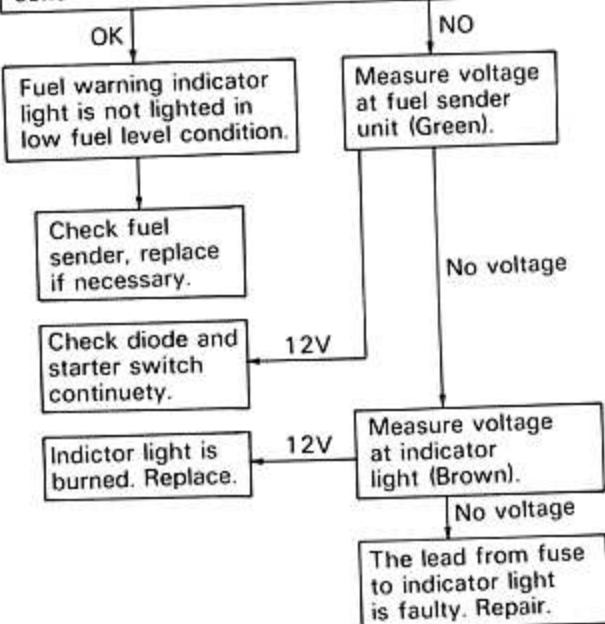 OK
NO
Fuel warning indicator
light is not lighted in
low fuel level condition.
Measure voltage
at fuel sender
unit (Green).
Check fuel
sender, replace
if necessary.
No voltage
Check diode and
starter switch
continuety.
12V
Measure voltage
at indicator
light (Brown).
Indictor light is
burned. Replace.
12V
No voltage
The lead from fuse
to indicator light
is faulty. Repair.